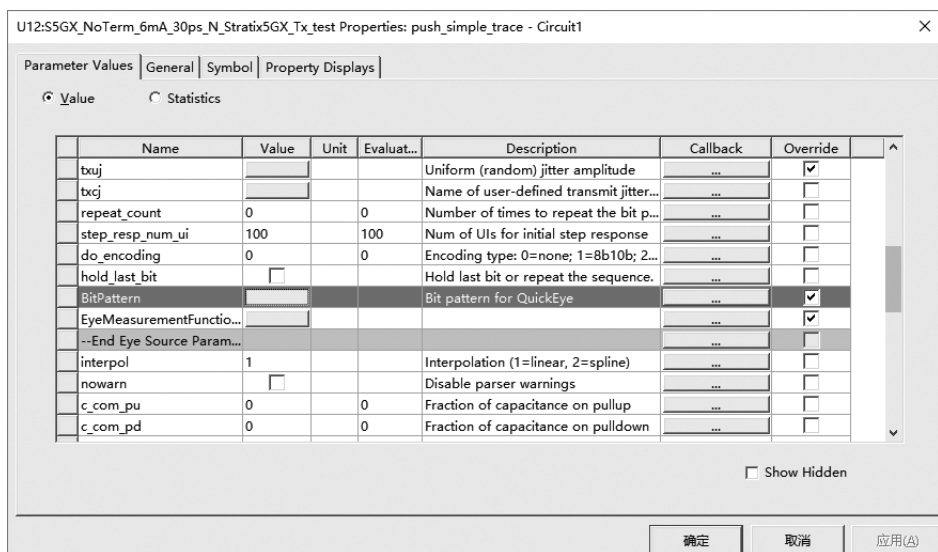 U12:S5GX_NoTerm_6mA_30ps_N_Stratix5GX_Tx_test Properties: push_simple_trace - Circuit1
Parameter Values General Symbol Property Displays
Value Statistics
Name Value Unit Evaluat... Description Callback Override
txuj Uniform (random) jitter amplitude ...
txcj Name of user-defined transmit jitter... ...
repeat_count 0 0 Number of times to repeat the bit p... ...
step_resp_num_ui 100 100 Num of UIs for initial step response ...
do_encoding 0 0 Encoding type: 0=none; 1=8b10b; 2... ...
hold_last_bit Hold last bit or repeat the sequence. ...
BitPattern Bit pattern for QuickEye ...
EyeMeasurementFunctio... ...
--End Eye Source Param... ...
interpol 1 Interpolation (1=linear, 2=spline) ...
nowarn Disable parser warnings ...
c_com_pu 0 0 Fraction of capacitance on pullup ...
c_com_pd 0 0 Fraction of capacitance on pulldown ...
Show Hidden
确定 取消 应用(A)